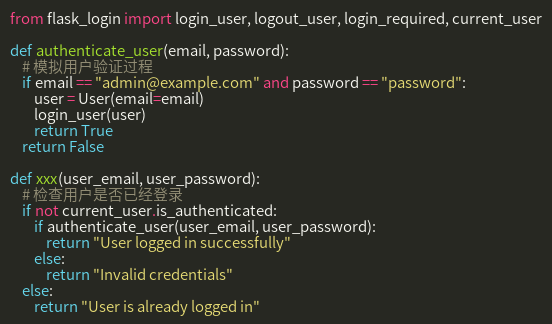 from flask_login import login_user, logout_user, login_required, current_user

def authenticate_user(email, password):
    # 模拟用户验证过程
    if email == "admin@example.com" and password == "password":
        user = User(email=email)
        login_user(user)
        return True
    return False

def xxx(user_email, user_password):
    # 检查用户是否已经登录
    if not current_user.is_authenticated:
        if authenticate_user(user_email, user_password):
            return "User logged in successfully"
        else:
            return "Invalid credentials"
    else:
        return "User is already logged in"